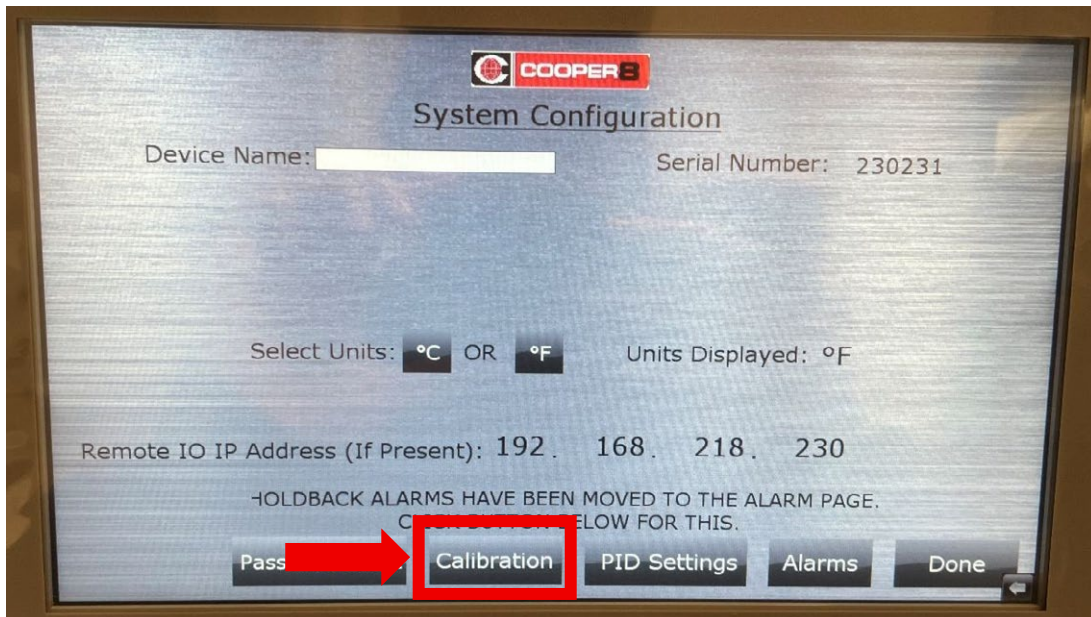 COOPER8
System Configuration
Device Name:
Serial Number: 230231
Select Units: °C OR °F
Units Displayed: °F
Remote IO IP Address (If Present): 192. 168. 218. 230
HOLDBACK ALARMS HAVE BEEN MOVED TO THE ALARM PAGE.
BUTTON BELOW FOR THIS.
Calibration
PID Settings
Alarms
Done